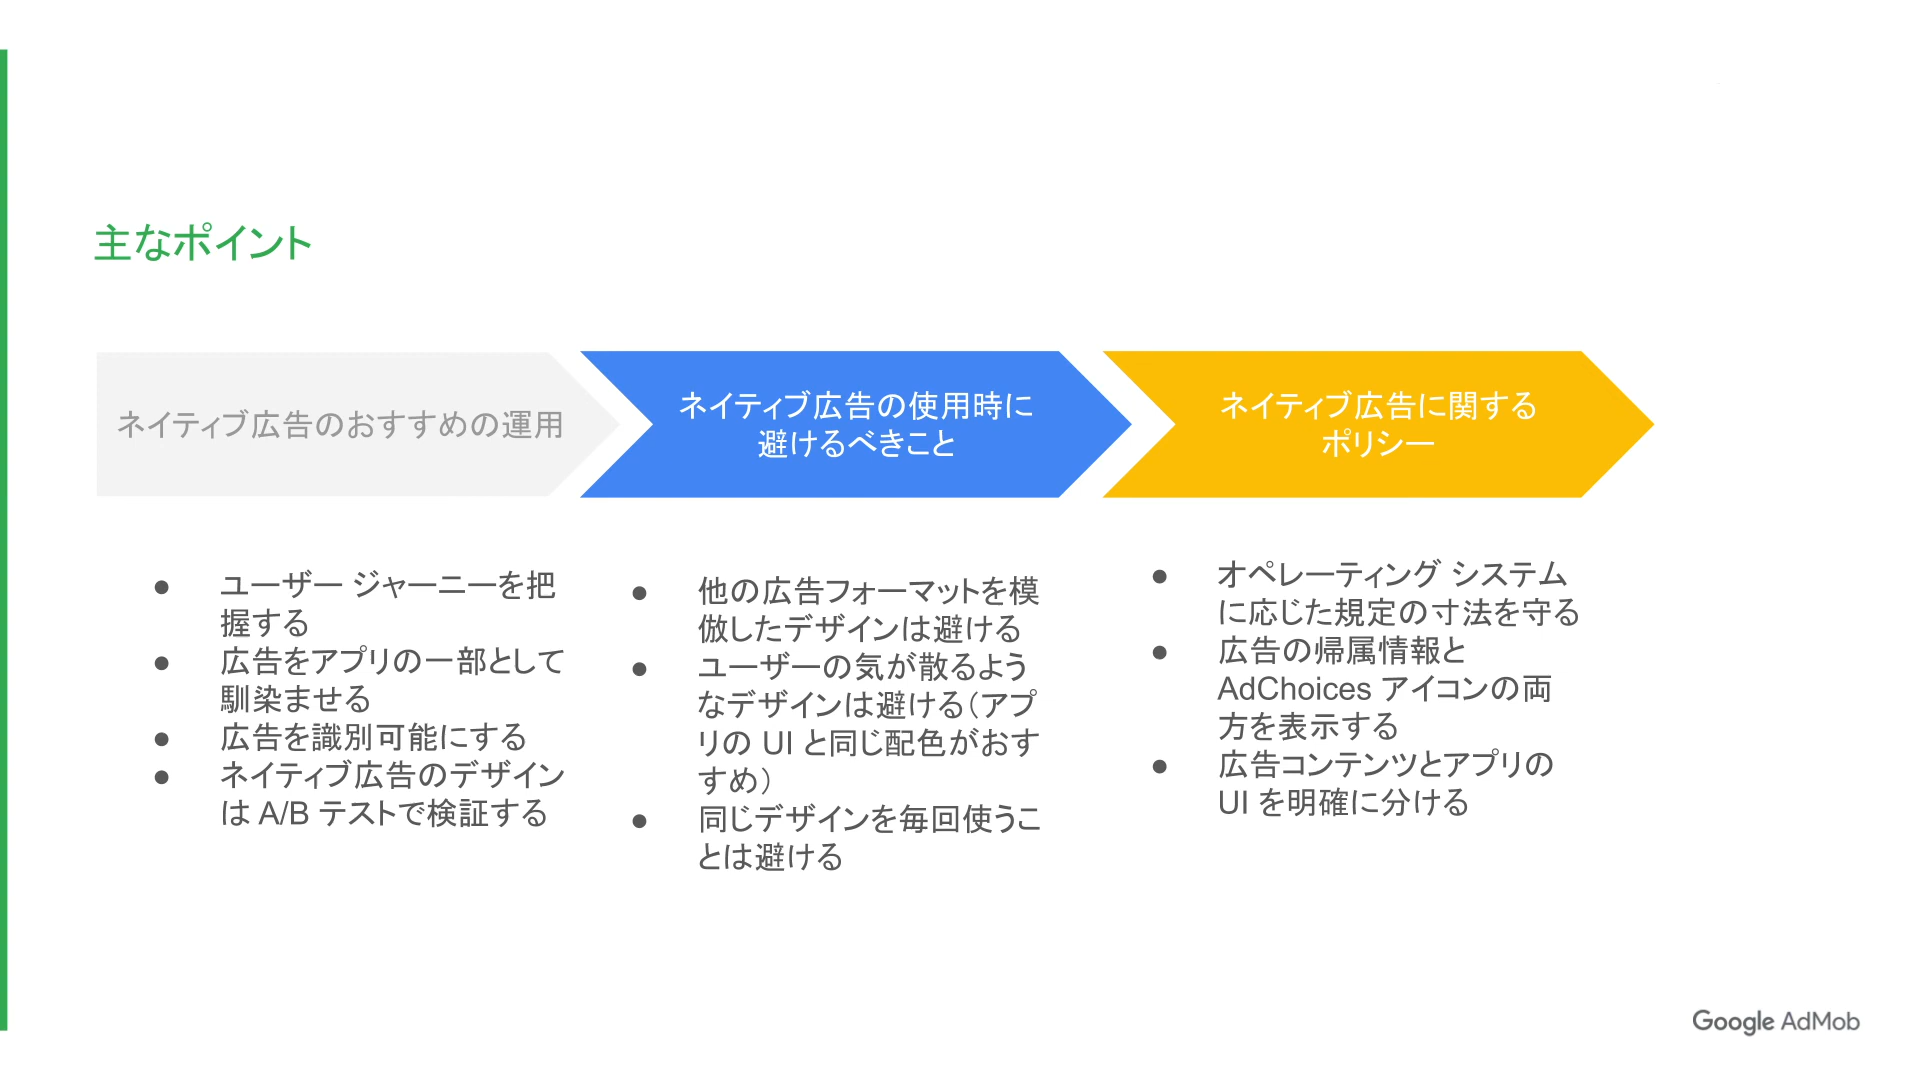 主なポイント
ネイティブ広告のおすすめの運用
ネイティブ広告の使用時に
避けるべきこと
ネイティブ広告に関する
ポリシー
● ユーザー ジャーニーを把
握する
● 広告をアプリの一部として
馴染ませる
● 広告を識別可能にする
● ネイティブ広告のデザイン
は A/B テストで検証する
● 他の広告フォーマットを模
倣したデザインは避ける
● ユーザーの気が散るよう
なデザインは避ける（アプ
リの UI と同じ配色がおす
すめ）
● 同じデザインを毎回使うこ
とは避ける
● オペレーティング システム
に応じた規定の寸法を守る
● 広告の帰属情報と
AdChoices アイコンの両
方を表示する
● 広告コンテンツとアプリの
UI を明確に分ける
Google AdMob